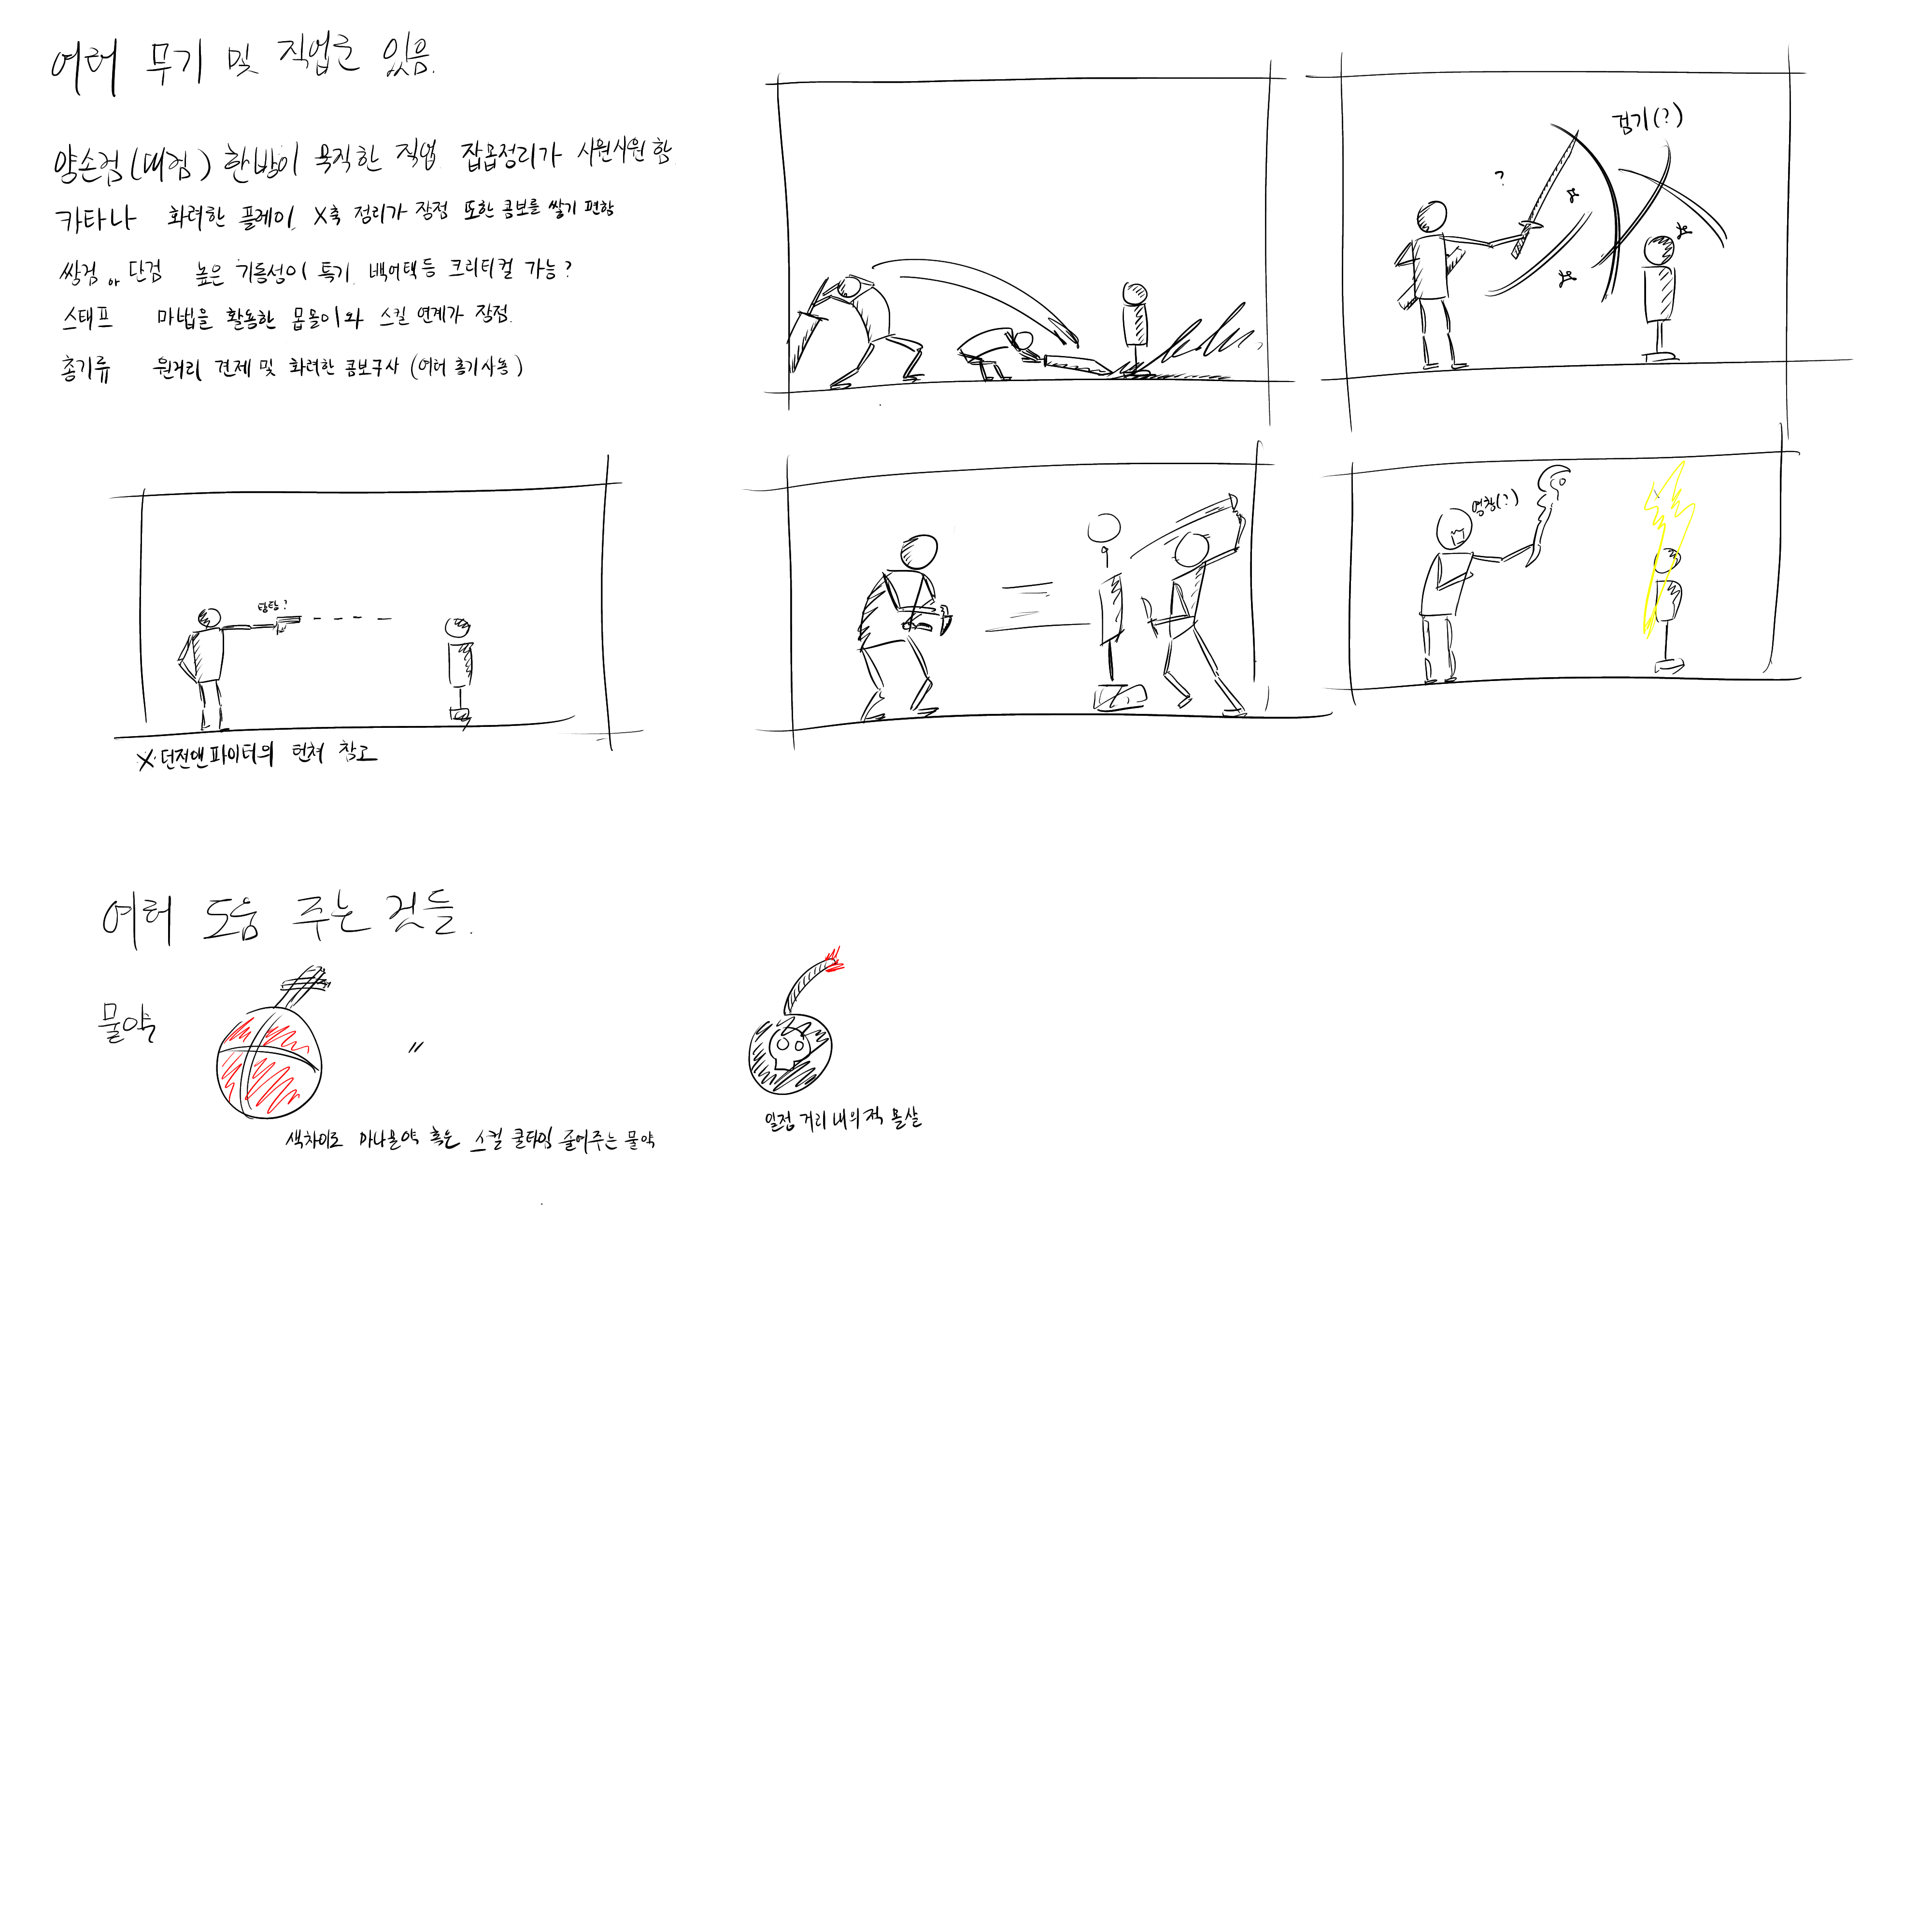 여러 무기 및 직업군 있음.
양손검(대검) 한방이 묵직한 직업 잡몹정리가 시원시원함
카타나 화려한 플레이. X축 정리가 장점 또한 콤보를 쌓기 편함
쌍검 or 단검 높은 기동성이 특기. 백어택 등 크리티컬 가능?
스태프 마법을 활용한 몹몰이와 스킬 연계가 장점.
총기류 원거리 견제 및 화려한 콤보구사 (여러 총기사용)
검기(?)
?
탕탕?
영창(?)
※던전앤파이터의 헌쳐 참고
여러 도움 주는 것들.
물약
〃
색차이로 마나물약 혹은 스킬 쿨타임 줄여주는 물약
일정 거리 내의 적 몰살